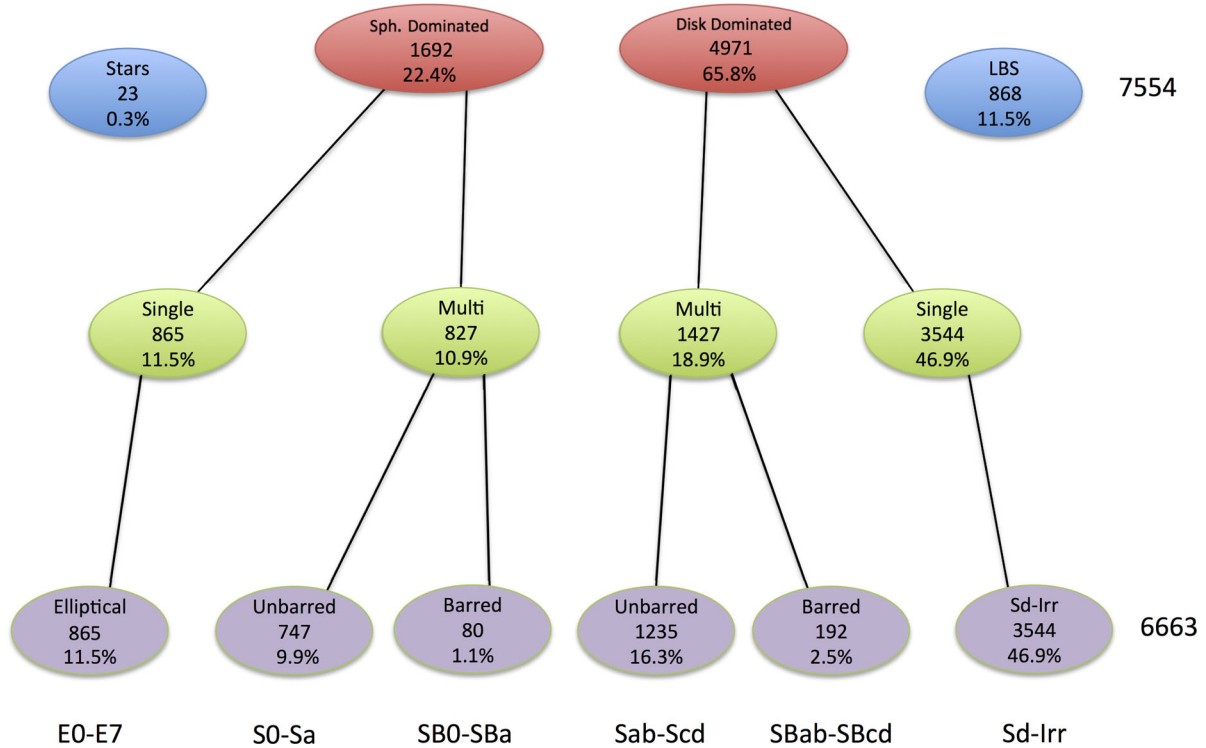 Sph. Dominated
1692
22.4%
Disk Dominated
4971
65.8%
Stars
23
0.3%
LBS
868
11.5%
7554
Single
865
11.5%
Multi
827
10.9%
Multi
1427
18.9%
Single
3544
46.9%
Elliptical
865
11.5%
Unbarred
747
9.9%
Barred
80
1.1%
Unbarred
1235
16.3%
Barred
192
2.5%
Sd-Irr
3544
46.9%
6663
E0-E7
S0-Sa
SB0-SBa
Sab-Scd
SBab-SBcd
Sd-Irr